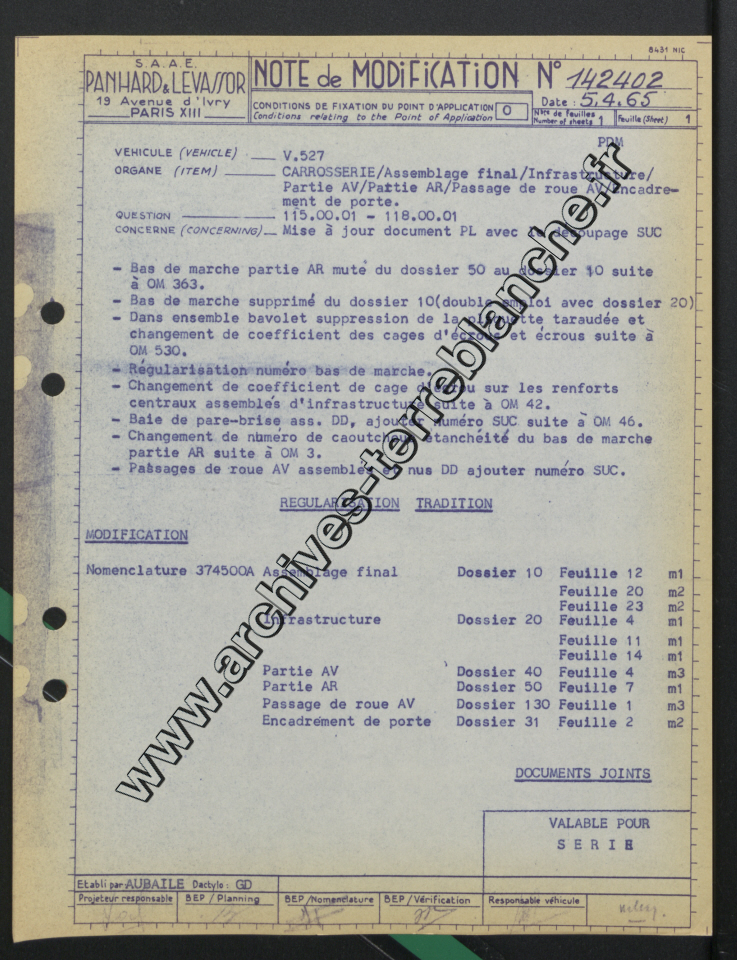 8431 NIC
S.A.A.E.
PANHARD & LEVASSOR
19 Avenue d'Ivry
PARIS XIII
NOTE de MODiFiCATiON N° 142402
CONDITIONS DE FIXATION DU POINT D'APPLICATION 0
Conditions relating to the Point of Application
Date : 5.4.65
Nbre de feuilles
Number of sheets 1
Feuille (Sheet) 1
PDM
VEHICULE (VEHICLE) V.527
ORGANE (ITEM) CARROSSERIE/Assemblage final/Infrastructure/
Partie AV/Partie AR/Passage de roue AV/Encadre-
ment de porte.
QUESTION 115.00.01 - 118.00.01
CONCERNE (CONCERNING) Mise à jour document PL avec le découpage SUC
- Bas de marche partie AR muté du dossier 50 au dossier 10 suite
à OM 363.
- Bas de marche supprimé du dossier 10(double emploi avec dossier 20)
- Dans ensemble bavolet suppression de la plaquette taraudée et
changement de coefficient des cages d'écrous et écrous suite à
OM 530.
- Régularisation numéro bas de marche.
- Changement de coefficient de cage d'écrou sur les renforts
centraux assemblés d'infrastructure suite à OM 42.
- Baie de pare-brise ass. DD, ajouter numéro SUC suite à OM 46.
- Changement de numéro de caoutchouc étanchéité du bas de marche
partie AR suite à OM 3.
- Passages de roue AV assemblés et nus DD ajouter numéro SUC.
REGULARISATION TRADITION
MODIFICATION
Nomenclature 374500A Assemblage final Dossier 10 Feuille 12 m1
Feuille 20 m2
Feuille 23 m2
Infrastructure Dossier 20 Feuille 4 m1
Feuille 11 m1
Feuille 14 m1
Partie AV Dossier 40 Feuille 4 m3
Partie AR Dossier 50 Feuille 7 m1
Passage de roue AV Dossier 130 Feuille 1 m3
Encadrement de porte Dossier 31 Feuille 2 m2
DOCUMENTS JOINTS
VALABLE POUR
SERIE
Etabli par: AUBAILE Dactylo : GD
Projeteur responsable BEP / Planning BEP / Nomenclature BEP / Vérification Responsable véhicule
www.archives-terreblanche.fr